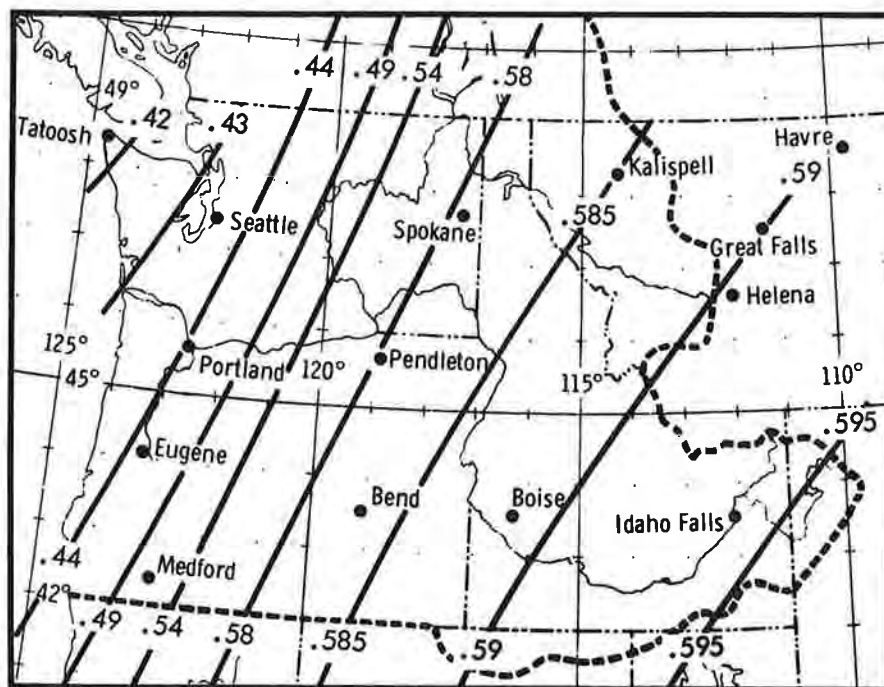 .44
.49
.54
.58
49°
.42
.43
Tatoosh
Havre
Kalispell
.59
Seattle
Spokane
.585
Great Falls
Helena
125°
Portland
120°
Pendleton
115°
110°
45°
.595
Eugene
Bend
Boise
Idaho Falls
.44
Medford
42°
.49
.54
.58
.585
.59
.595